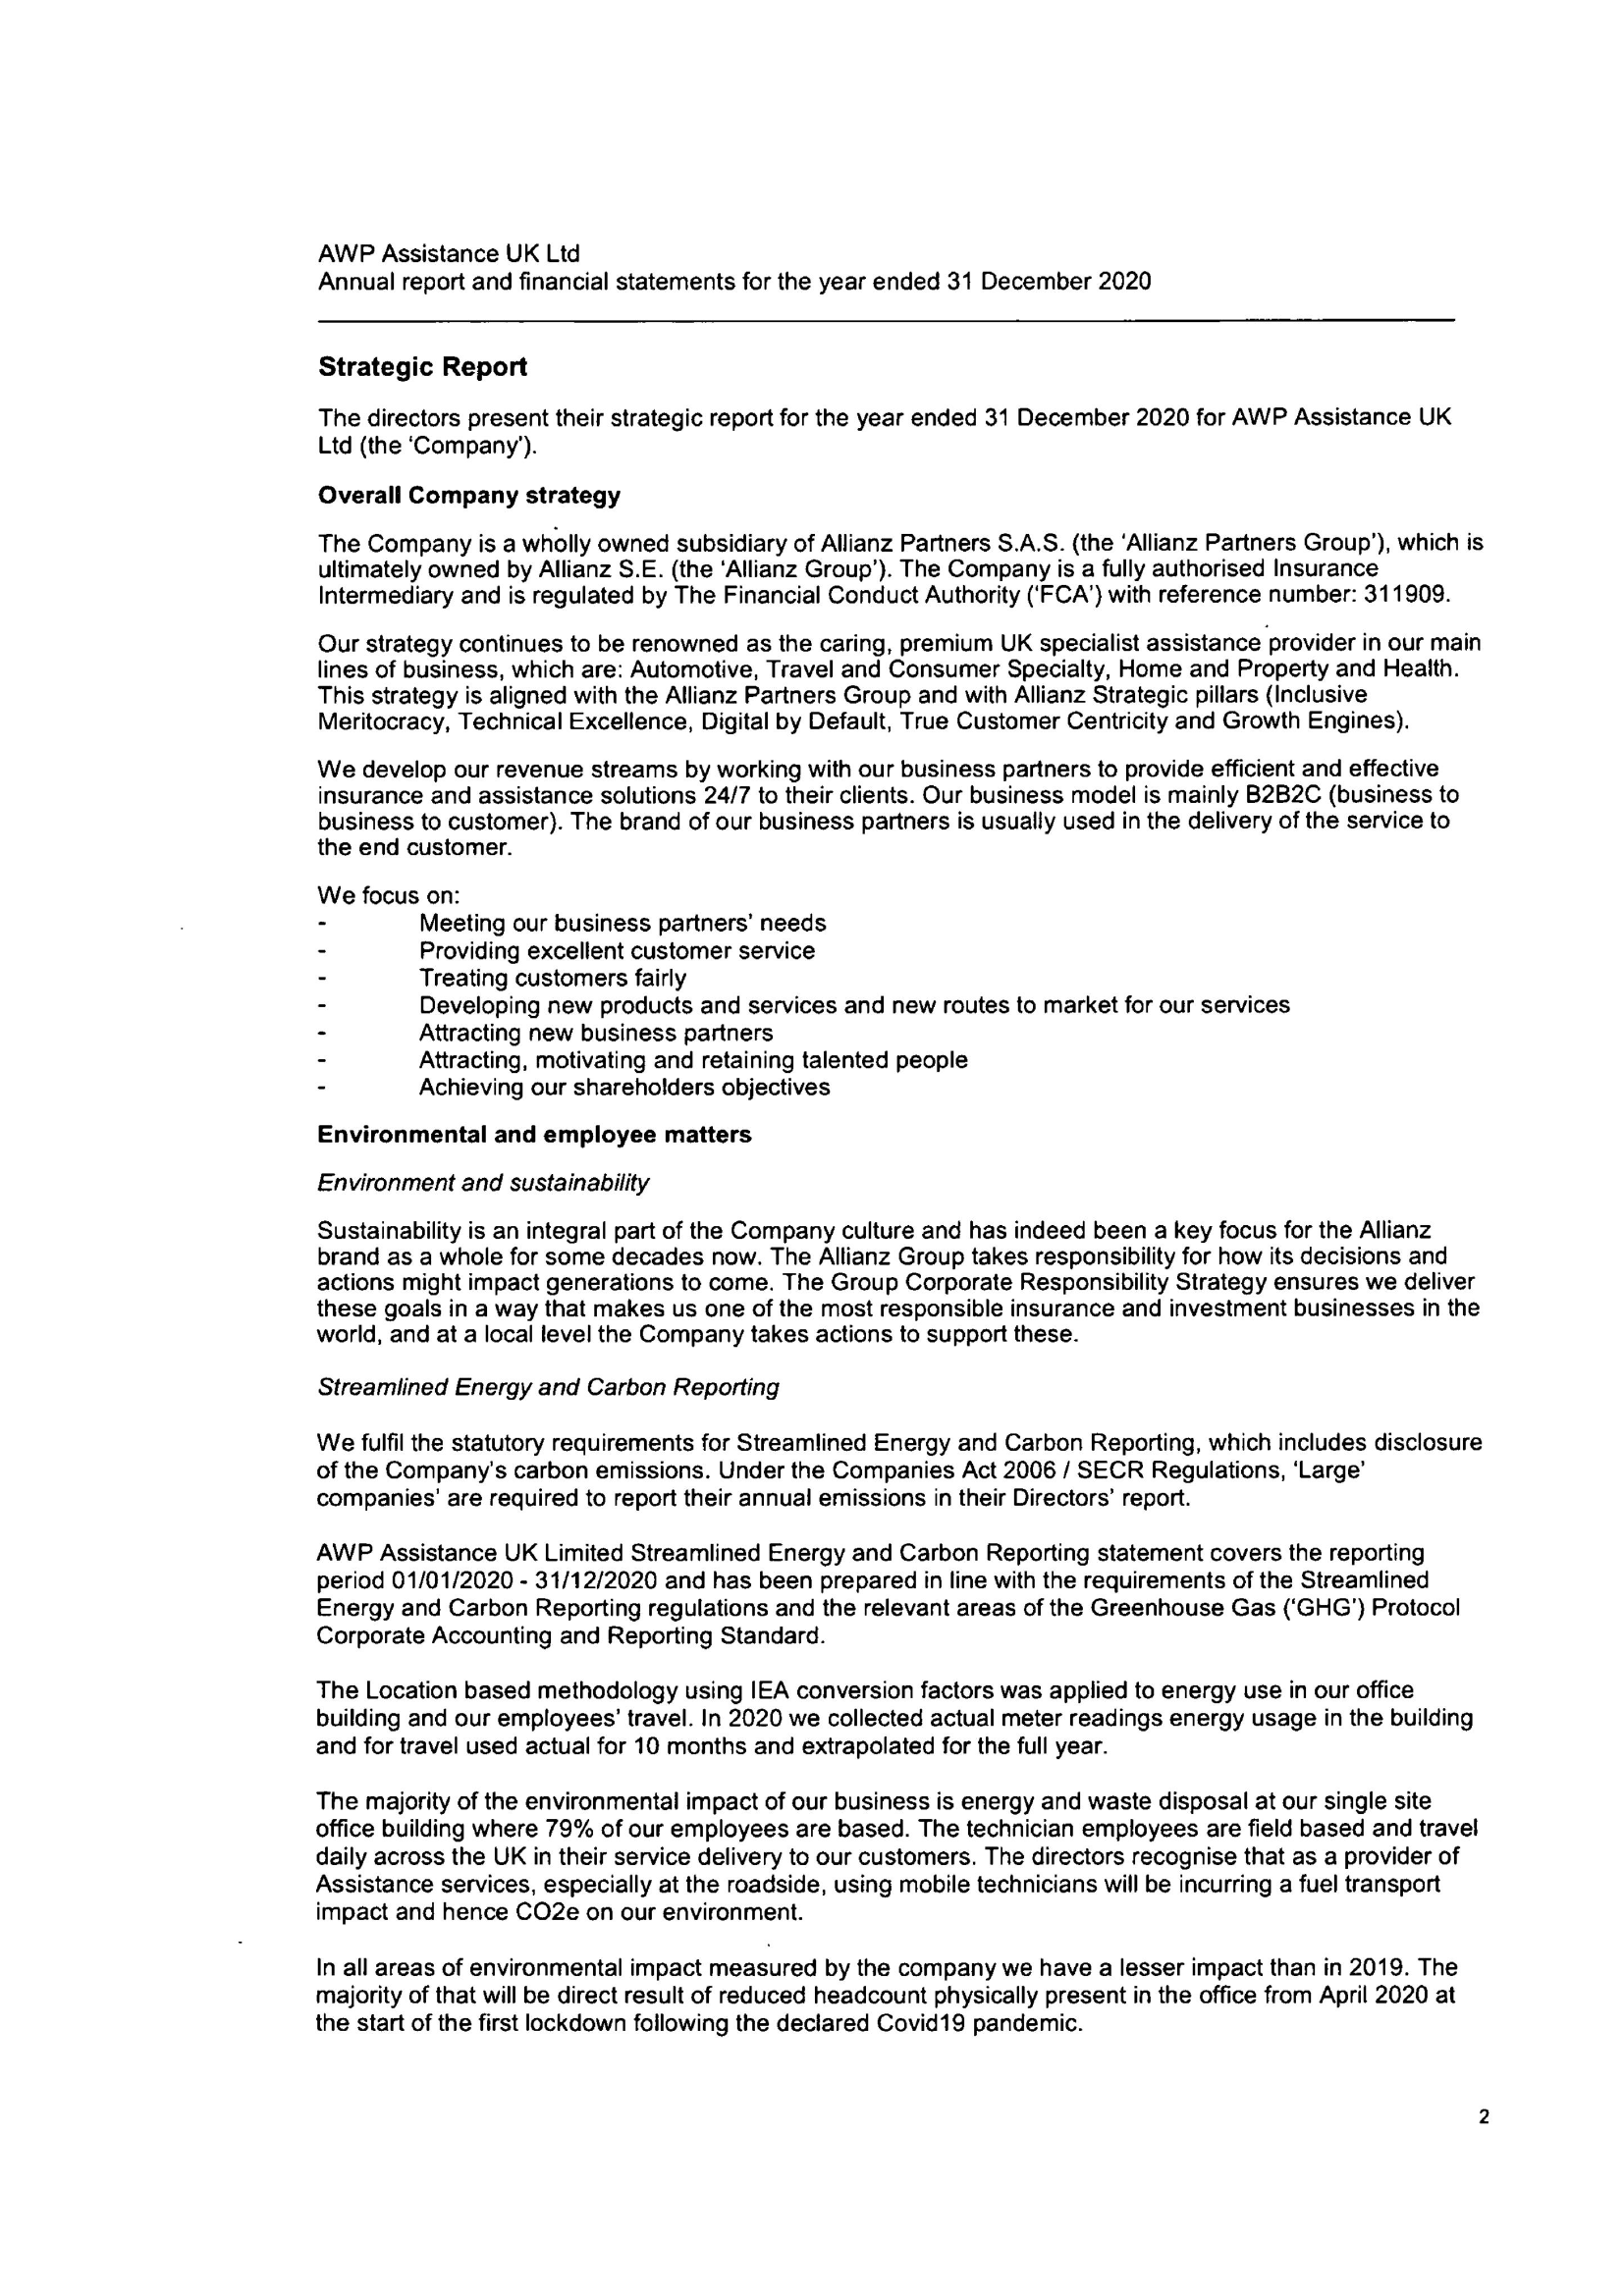 AWP Assistance UK Ltd
Annual report and financial statements for the year ended 31 December 2020
Strategic Report
The directors present their strategic report for the year ended 31 December 2020 for AWP Assistance UK
Ltd (the ‘Company’).
Overall Company strategy
The Company is a wholly owned subsidiary of Allianz Partners S.A.S. (the ‘Allianz Partners Group’), which is
ultimately owned by Allianz S.E. (the ‘Allianz Group’). The Company is a fully authorised Insurance
Intermediary and is regulated by The Financial Conduct Authority (‘FCA’) with reference number: 311909.
Our strategy continues to be renowned as the caring, premium UK specialist assistance provider in our main
lines of business, which are: Automotive, Travel and Consumer Specialty, Home and Property and Health.
This strategy is aligned with the Allianz Partners Group and with Allianz Strategic pillars (Inclusive
Meritocracy, Technical Excellence, Digital by Default, True Customer Centricity and Growth Engines).
We develop our revenue streams by working with our business partners to provide efficient and effective
insurance and assistance solutions 24/7 to their clients. Our business model is mainly B2B2C (business to
business to customer). The brand of our business partners is usually used in the delivery of the service to
the end customer.
We focus on:
- Meeting our business partners’ needs
- Providing excellent customer service
- Treating customers fairly
- Developing new products and services and new routes to market for our services
- Attracting new business partners
- Attracting, motivating and retaining talented people
- Achieving our shareholders objectives
Environmental and employee matters
Environment and sustainability
Sustainability is an integral part of the Company culture and has indeed been a key focus for the Allianz
brand as a whole for some decades now. The Allianz Group takes responsibility for how its decisions and
actions might impact generations to come. The Group Corporate Responsibility Strategy ensures we deliver
these goals in a way that makes us one of the most responsible insurance and investment businesses in the
world, and at a local level the Company takes actions to support these.
Streamlined Energy and Carbon Reporting
We fulfil the statutory requirements for Streamlined Energy and Carbon Reporting, which includes disclosure
of the Company's carbon emissions. Under the Companies Act 2006 / SECR Regulations, ‘Large’
companies’ are required to report their annual emissions in their Directors’ report.
AWP Assistance UK Limited Streamlined Energy and Carbon Reporting statement covers the reporting
period 01/01/2020 - 31/12/2020 and has been prepared in line with the requirements of the Streamlined
Energy and Carbon Reporting regulations and the relevant areas of the Greenhouse Gas (‘GHG’) Protocol
Corporate Accounting and Reporting Standard.
The Location based methodology using IEA conversion factors was applied to energy use in our office
building and our employees’ travel. In 2020 we collected actual meter readings energy usage in the building
and for travel used actual for 10 months and extrapolated for the full year.
The majority of the environmental impact of our business is energy and waste disposal at our single site
office building where 79% of our employees are based. The technician employees are field based and travel
daily across the UK in their service delivery to our customers. The directors recognise that as a provider of
Assistance services, especially at the roadside, using mobile technicians will be incurring a fuel transport
impact and hence CO2e on our environment.
In all areas of environmental impact measured by the company we have a lesser impact than in 2019. The
majority of that will be direct result of reduced headcount physically present in the office from April 2020 at
the start of the first lockdown following the declared Covid19 pandemic.
2